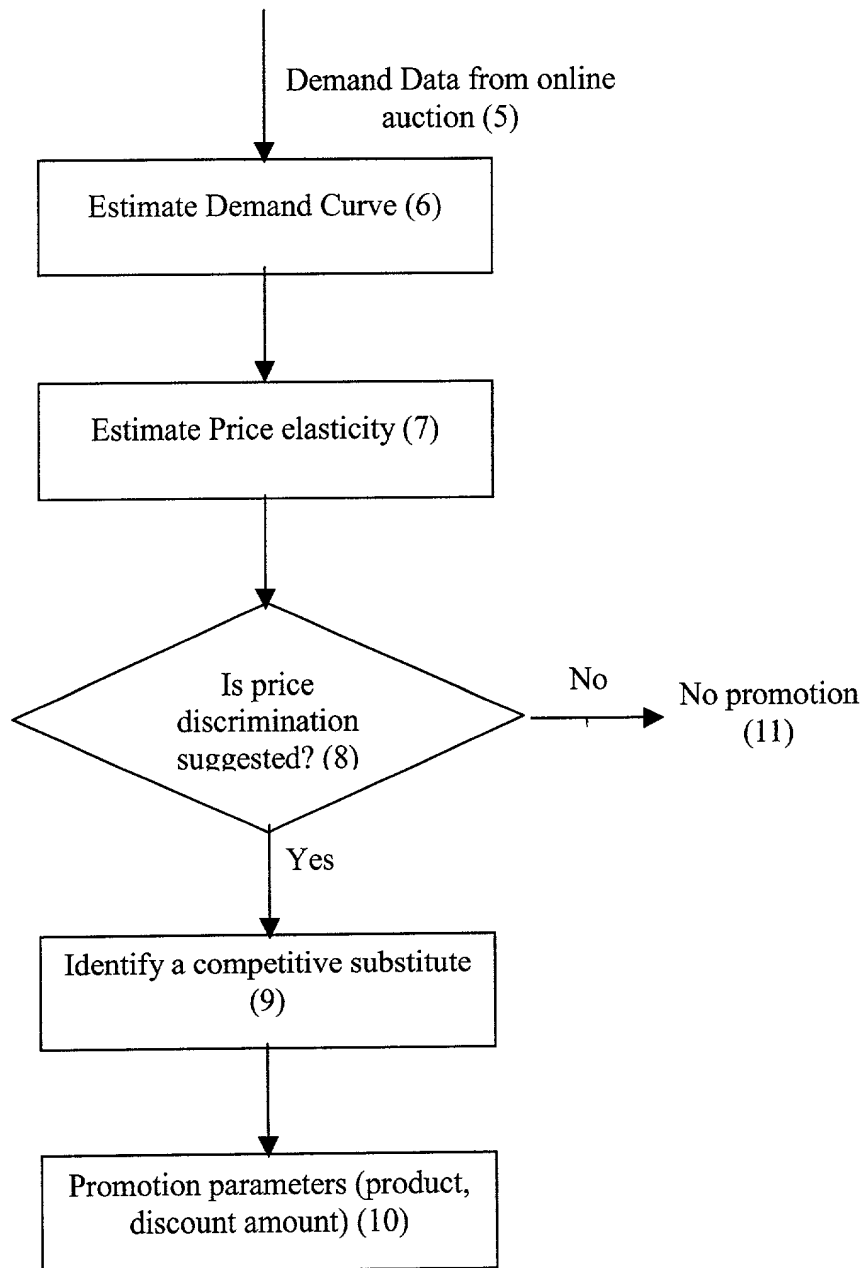 Demand Data from online
auction (5)
Estimate Demand Curve (6)
Estimate Price elasticity (7)
Is price
discrimination
suggested? (8)
No
No promotion
(11)
Yes
Identify a competitive substitute
(9)
Promotion parameters (product,
discount amount) (10)